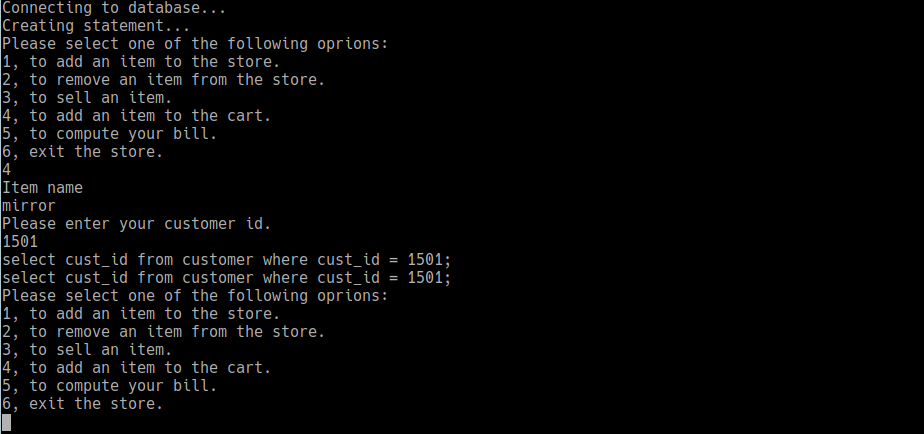 Connecting to database...
Creating statement...
Please select one of the following oprions:
1, to add an item to the store.
2, to remove an item from the store.
3, to sell an item.
4, to add an item to the cart.
5, to compute your bill.
6, exit the store.
4
Item name
mirror
Please enter your customer id.
1501
select cust_id from customer where cust_id = 1501;
select cust_id from customer where cust_id = 1501;
Please select one of the following oprions:
1, to add an item to the store.
2, to remove an item from the store.
3, to sell an item.
4, to add an item to the cart.
5, to compute your bill.
6, exit the store.